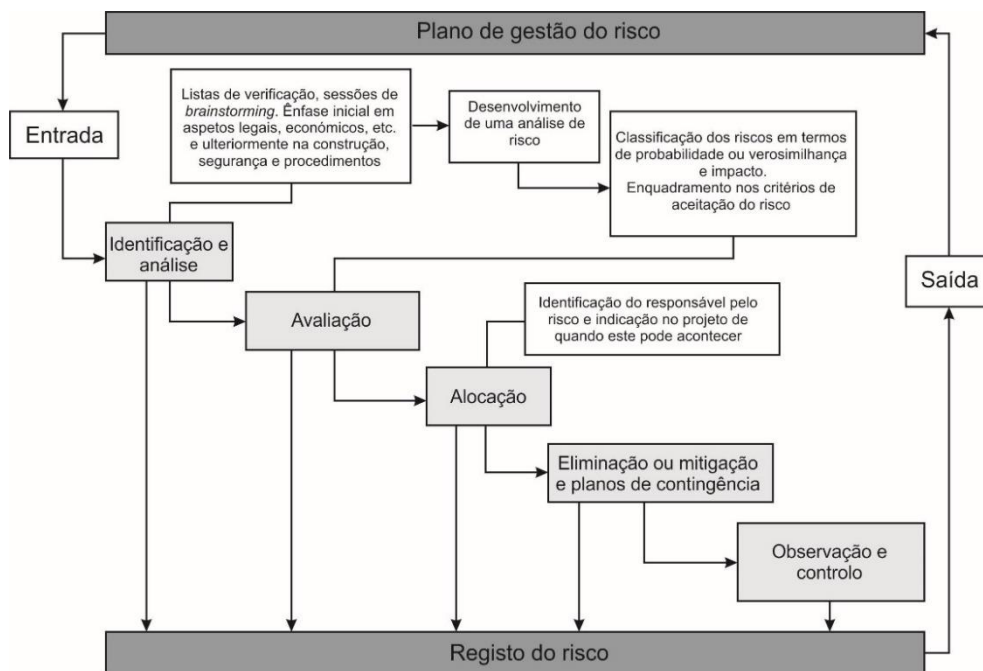 Plano de gestão do risco
Entrada
Listas de verificação, sessões de
brainstorming. Ênfase inicial em
aspetos legais, económicos, etc.
e ulteriormente na construção,
segurança e procedimentos
Desenvolvimento
de uma análise de
risco
Classificação dos riscos em termos
de probabilidade ou verosimilhança
e impacto.
Enquadramento nos critérios de
aceitação do risco
Identificação e
análise
Saída
Avaliação
Identificação do responsável pelo
risco e indicação no projeto de
quando este pode acontecer
Alocação
Eliminação ou mitigação
e planos de contingência
Observação e
controlo
Registo do risco